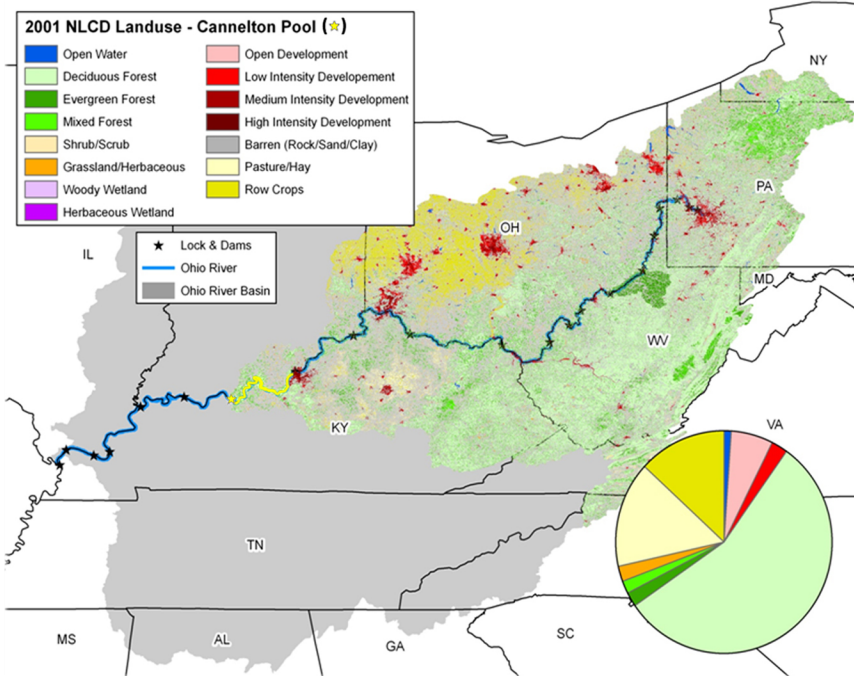 2001 NLCD Landuse - Cannelton Pool (☆)
Open Water
Deciduous Forest
Evergreen Forest
Mixed Forest
Shrub/Scrub
Grassland/Herbaceous
Woody Wetland
Herbaceous Wetland
Open Development
Low Intensity Developement
Medium Intensity Development
High Intensity Development
Barren (Rock/Sand/Clay)
Pasture/Hay
Row Crops
Lock & Dams
Ohio River
Ohio River Basin
NY
PA
OH
IL
MD
WV
KY
VA
TN
MS
AL
GA
SC